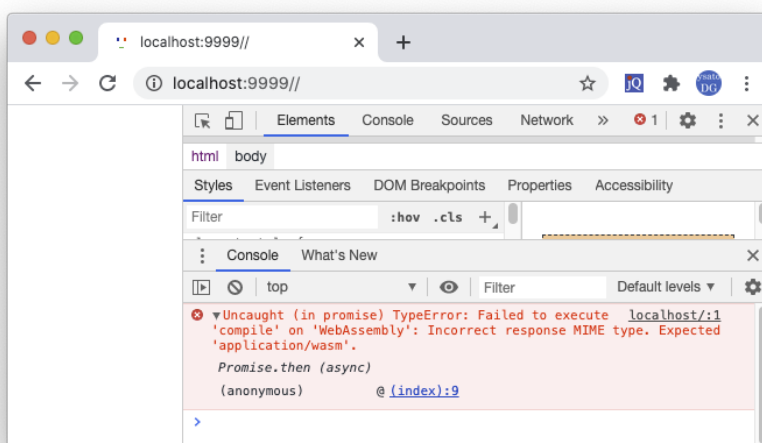 localhost:9999//
localhost:9999//
jQ
DG
Elements Console Sources Network » 1
html body
Styles Event Listeners DOM Breakpoints Properties Accessibility
Filter :hov .cls +
Console What's New
top Filter Default levels ▼
▼Uncaught (in promise) TypeError: Failed to execute localhost/:1
'compile' on 'WebAssembly': Incorrect response MIME type. Expected
'application/wasm'.
Promise.then (async)
(anonymous) @ (index):9
>